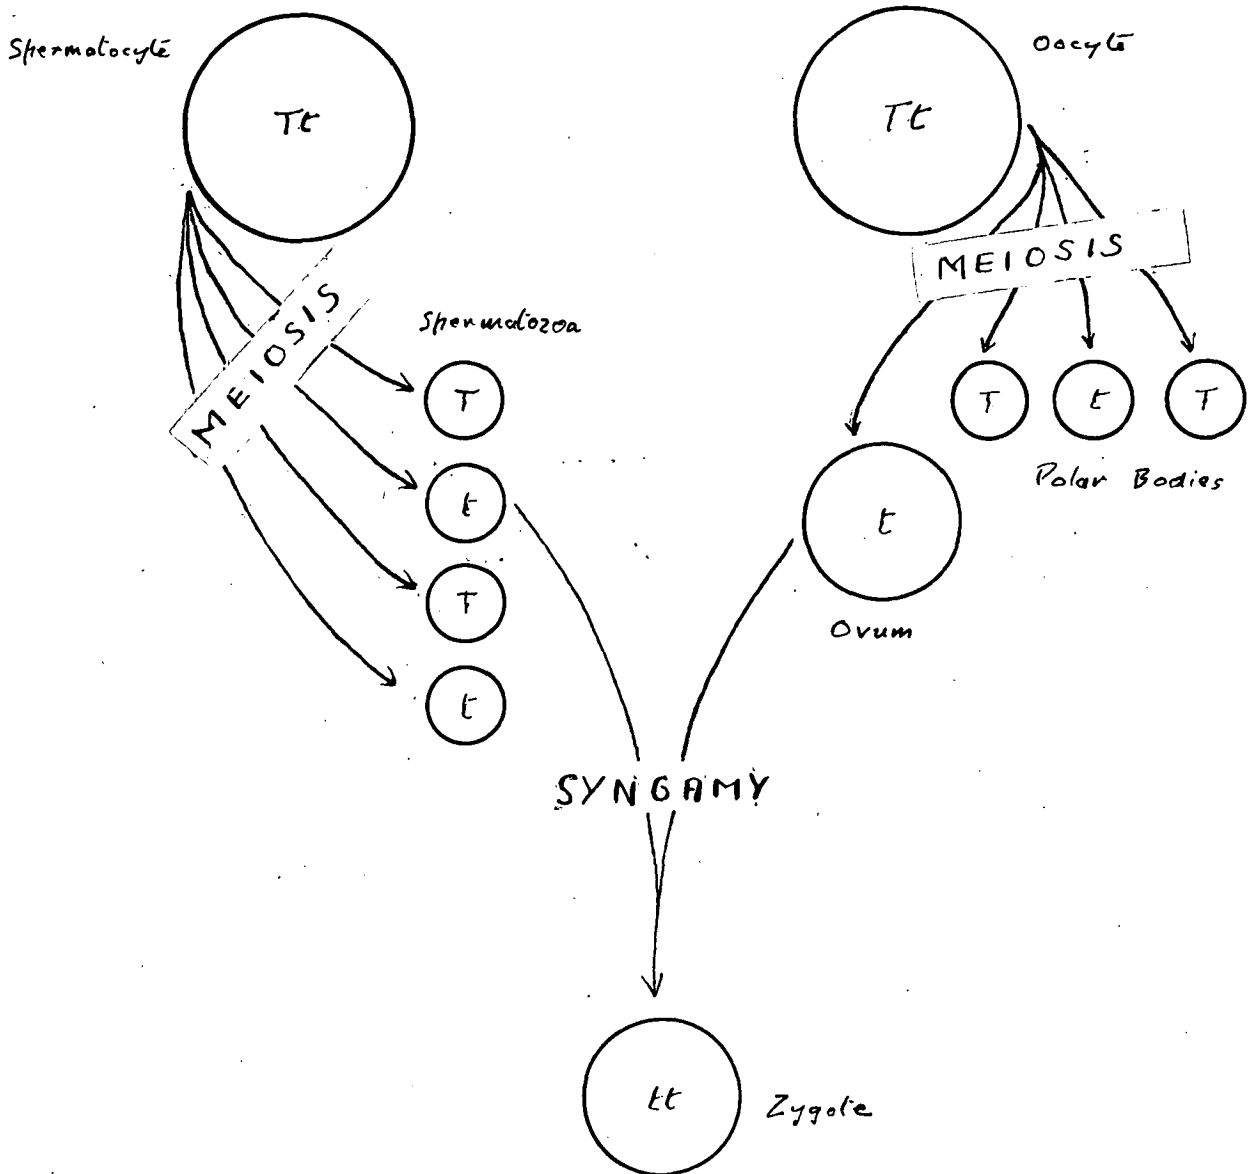 Spermatocyte
Tt
MEIOSIS
Spermatozoa
T
t
T
t
Oocyte
Tt
MEIOSIS
T t T
Polar Bodies
t
Ovum
SYNGAMY
tt
Zygote